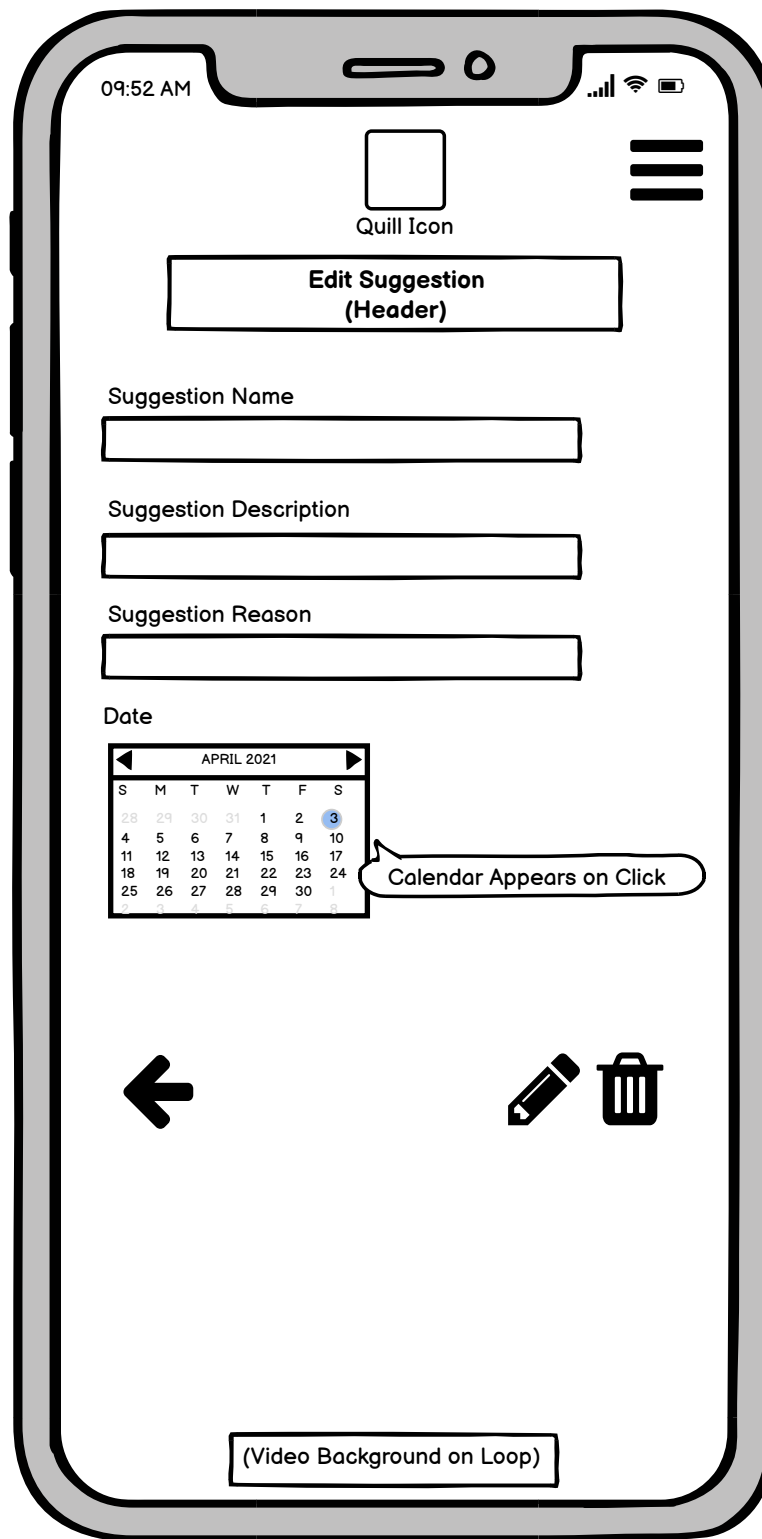 09:52 AM
Quill Icon
Edit Suggestion
(Header)
Suggestion Name
Suggestion Description
Suggestion Reason
Date
APRIL 2021
S M T W T F S
28 29 30 31 1 2 3
4 5 6 7 8 9 10
11 12 13 14 15 16 17
18 19 20 21 22 23 24
25 26 27 28 29 30 1
2 3 4 5 6 7 8
Calendar Appears on Click
(Video Background on Loop)